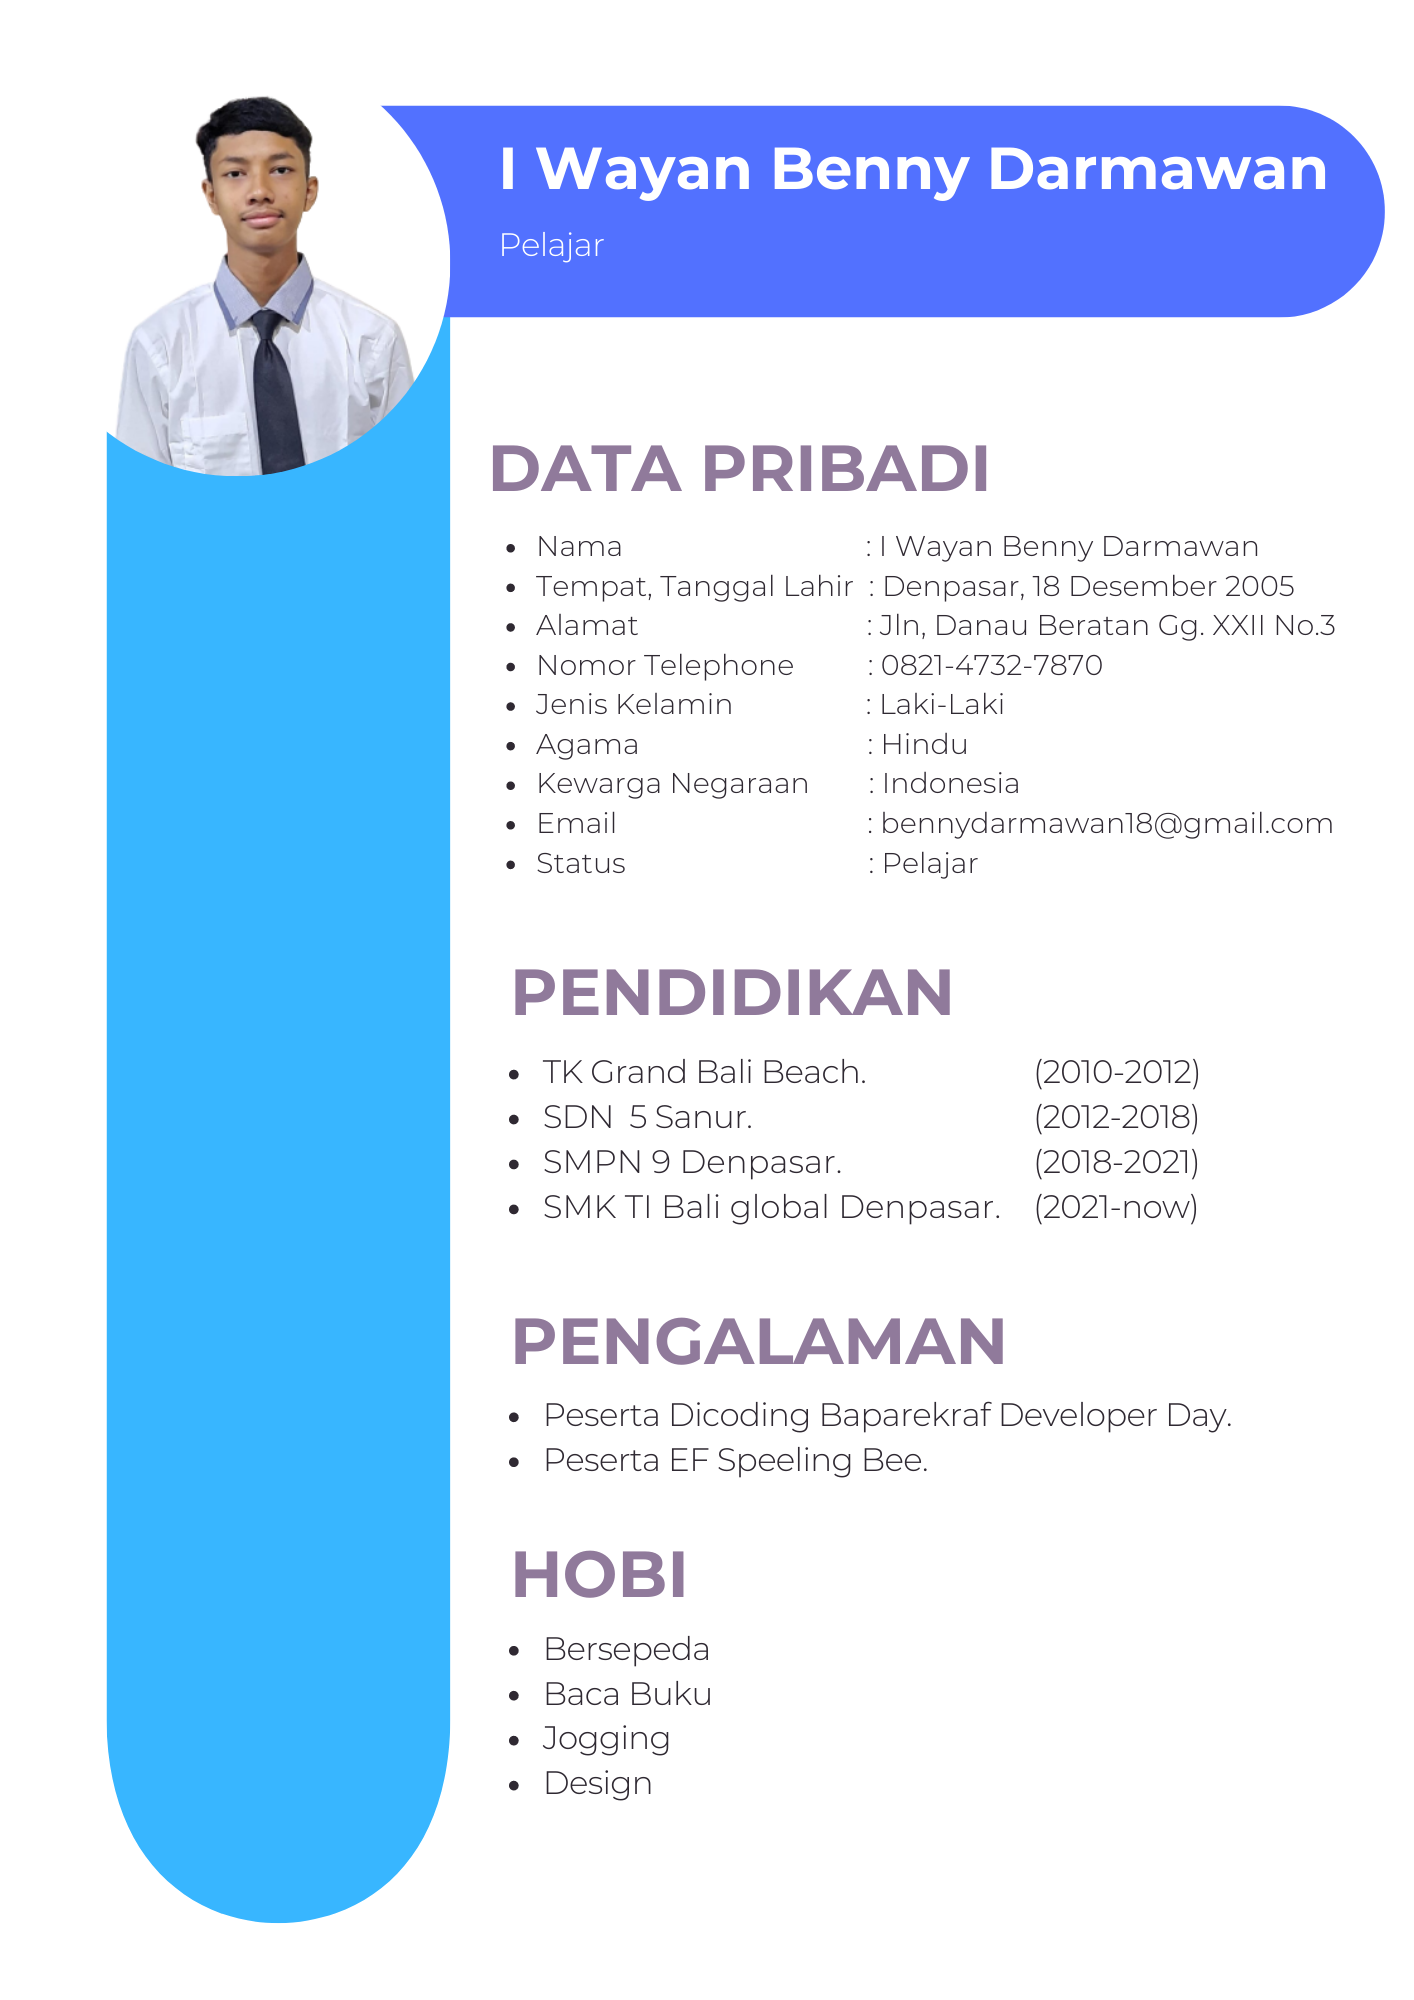 I Wayan Benny Darmawan
Pelajar
DATA PRIBADI
• Nama : I Wayan Benny Darmawan
• Tempat, Tanggal Lahir : Denpasar, 18 Desember 2005
• Alamat : Jln, Danau Beratan Gg. XXII No.3
• Nomor Telephone : 0821-4732-7870
• Jenis Kelamin : Laki-Laki
• Agama : Hindu
• Kewarga Negaraan : Indonesia
• Email : bennydarmawan18@gmail.com
• Status : Pelajar
PENDIDIKAN
• TK Grand Bali Beach. (2010-2012)
• SDN 5 Sanur. (2012-2018)
• SMPN 9 Denpasar. (2018-2021)
• SMK TI Bali global Denpasar. (2021-now)
PENGALAMAN
• Peserta Dicoding Baparekraf Developer Day.
• Peserta EF Speeling Bee.
HOBI
• Bersepeda
• Baca Buku
• Jogging
• Design